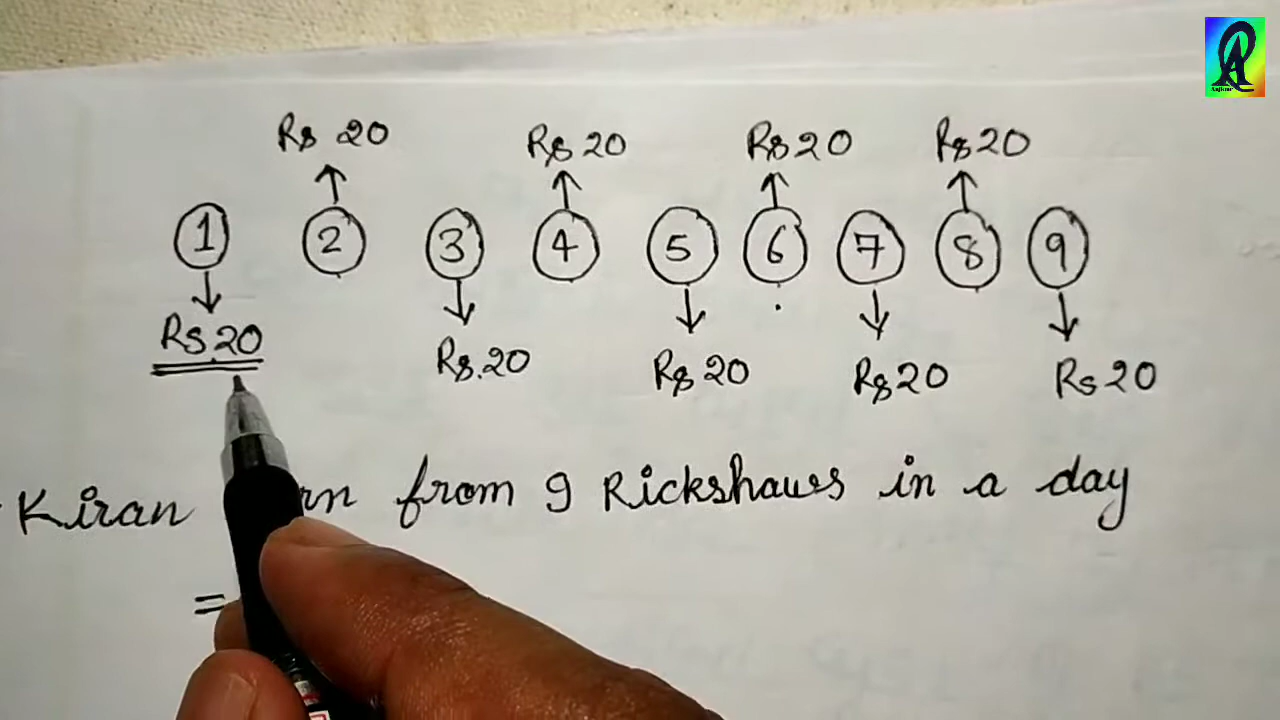 Rs 20 Rs 20 Rs 20 Rs 20
1 2 3 4 5 6 7 8 9
Rs.20 Rs.20 Rs 20 Rs 20 Rs 20
Kiran from 9 Rickshaws in a day
=